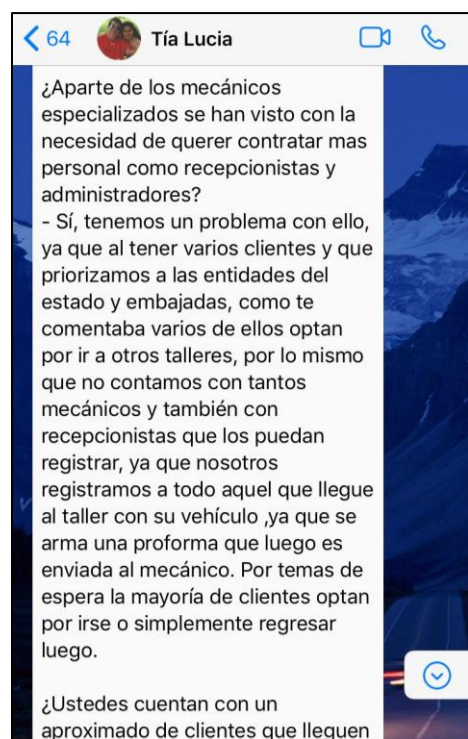 64
Tía Lucia
¿Aparte de los mecánicos
especializados se han visto con la
necesidad de querer contratar mas
personal como recepcionistas y
administradores?
- Sí, tenemos un problema con ello,
ya que al tener varios clientes y que
priorizamos a las entidades del
estado y embajadas, como te
comentaba varios de ellos optan
por ir a otros talleres, por lo mismo
que no contamos con tantos
mecánicos y también con
recepcionistas que los puedan
registrar, ya que nosotros
registramos a todo aquel que llegue
al taller con su vehículo ,ya que se
arma una proforma que luego es
enviada al mecánico. Por temas de
espera la mayoría de clientes optan
por irse o simplemente regresar
luego.
¿Ustedes cuentan con un
aproximado de clientes que lleguen